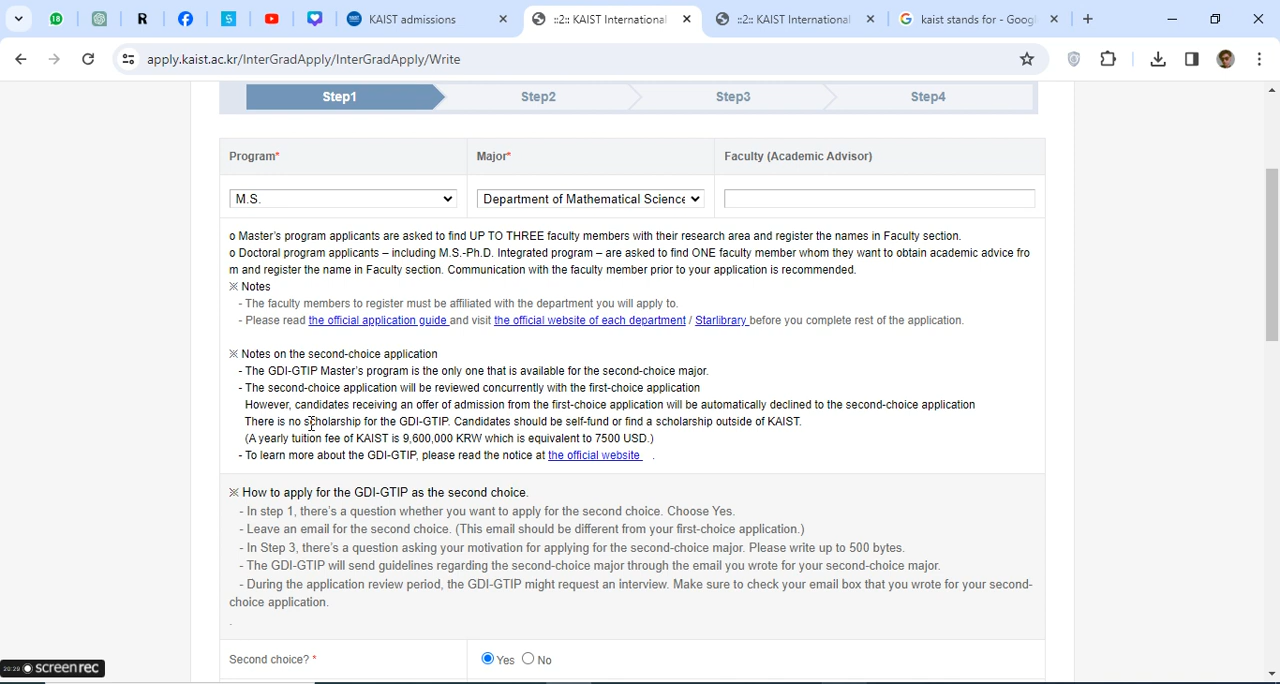 KAIST admissions
::2:: KAIST International
::2:: KAIST International
kaist stands for - Goog
apply.kaist.ac.kr/InterGradApply/InterGradApply/Write
Step1
Step2
Step3
Step4
Program*
Major*
Faculty (Academic Advisor)
M.S.
Department of Mathematical Science
o Master's program applicants are asked to find UP TO THREE faculty members with their research area and register the names in Faculty section.
o Doctoral program applicants – including M.S.-Ph.D. Integrated program – are asked to find ONE faculty member whom they want to obtain academic advice fro
m and register the name in Faculty section. Communication with the faculty member prior to your application is recommended.
※ Notes
- The faculty members to register must be affiliated with the department you will apply to.
- Please read the official application guide and visit the official website of each department / Starlibrary before you complete rest of the application.
※ Notes on the second-choice application
- The GDI-GTIP Master's program is the only one that is available for the second-choice major.
- The second-choice application will be reviewed concurrently with the first-choice application
However, candidates receiving an offer of admission from the first-choice application will be automatically declined to the second-choice application
There is no scholarship for the GDI-GTIP. Candidates should be self-fund or find a scholarship outside of KAIST.
(A yearly tuition fee of KAIST is 9,600,000 KRW which is equivalent to 7500 USD.)
- To learn more about the GDI-GTIP, please read the notice at the official website .
※ How to apply for the GDI-GTIP as the second choice.
- In step 1, there's a question whether you want to apply for the second choice. Choose Yes.
- Leave an email for the second choice. (This email should be different from your first-choice application.)
- In Step 3, there's a question asking your motivation for applying for the second-choice major. Please write up to 500 bytes.
- The GDI-GTIP will send guidelines regarding the second-choice major through the email you wrote for your second-choice major.
- During the application review period, the GDI-GTIP might request an interview. Make sure to check your email box that you wrote for your second-
choice application.
.
Second choice? *
Yes
No
screenrec